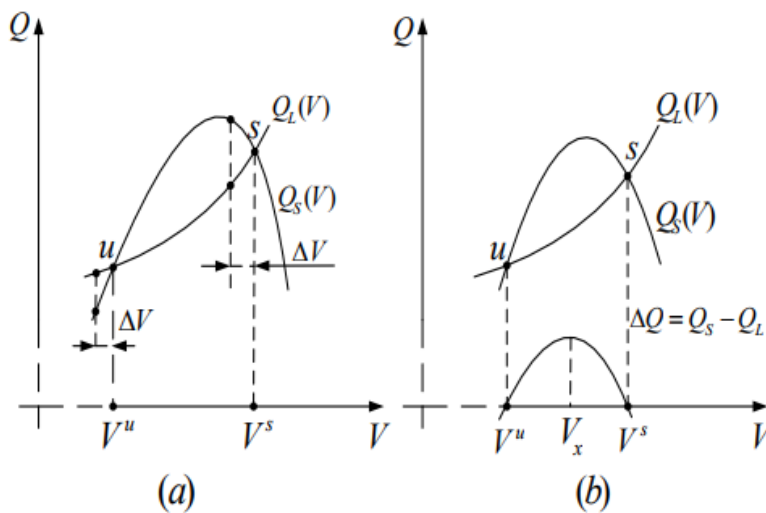 Q
Q_L(V)
s
Q_S(V)
u
ΔV
ΔV
V^u
V^s
V
(a)
Q
Q_L(V)
s
Q_S(V)
u
ΔQ = Q_S − Q_L
V^u
V_x
V^s
V
(b)